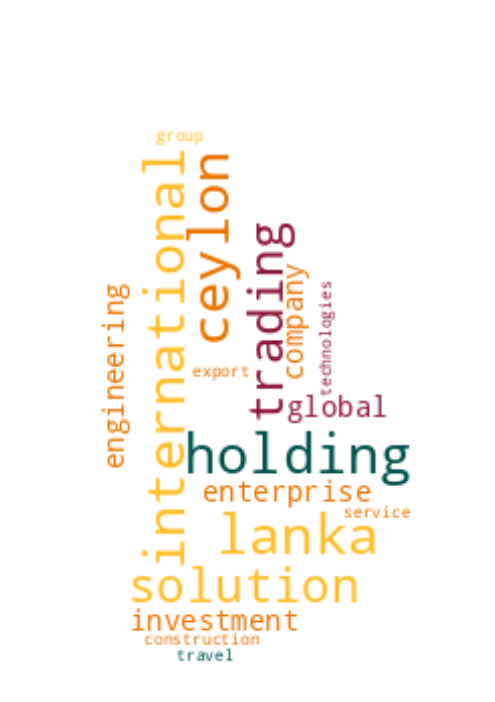 group
international
ceylon
trading
company
technologies
engineering
export
global
holding
enterprise
service
lanka
solution
investment
construction
travel